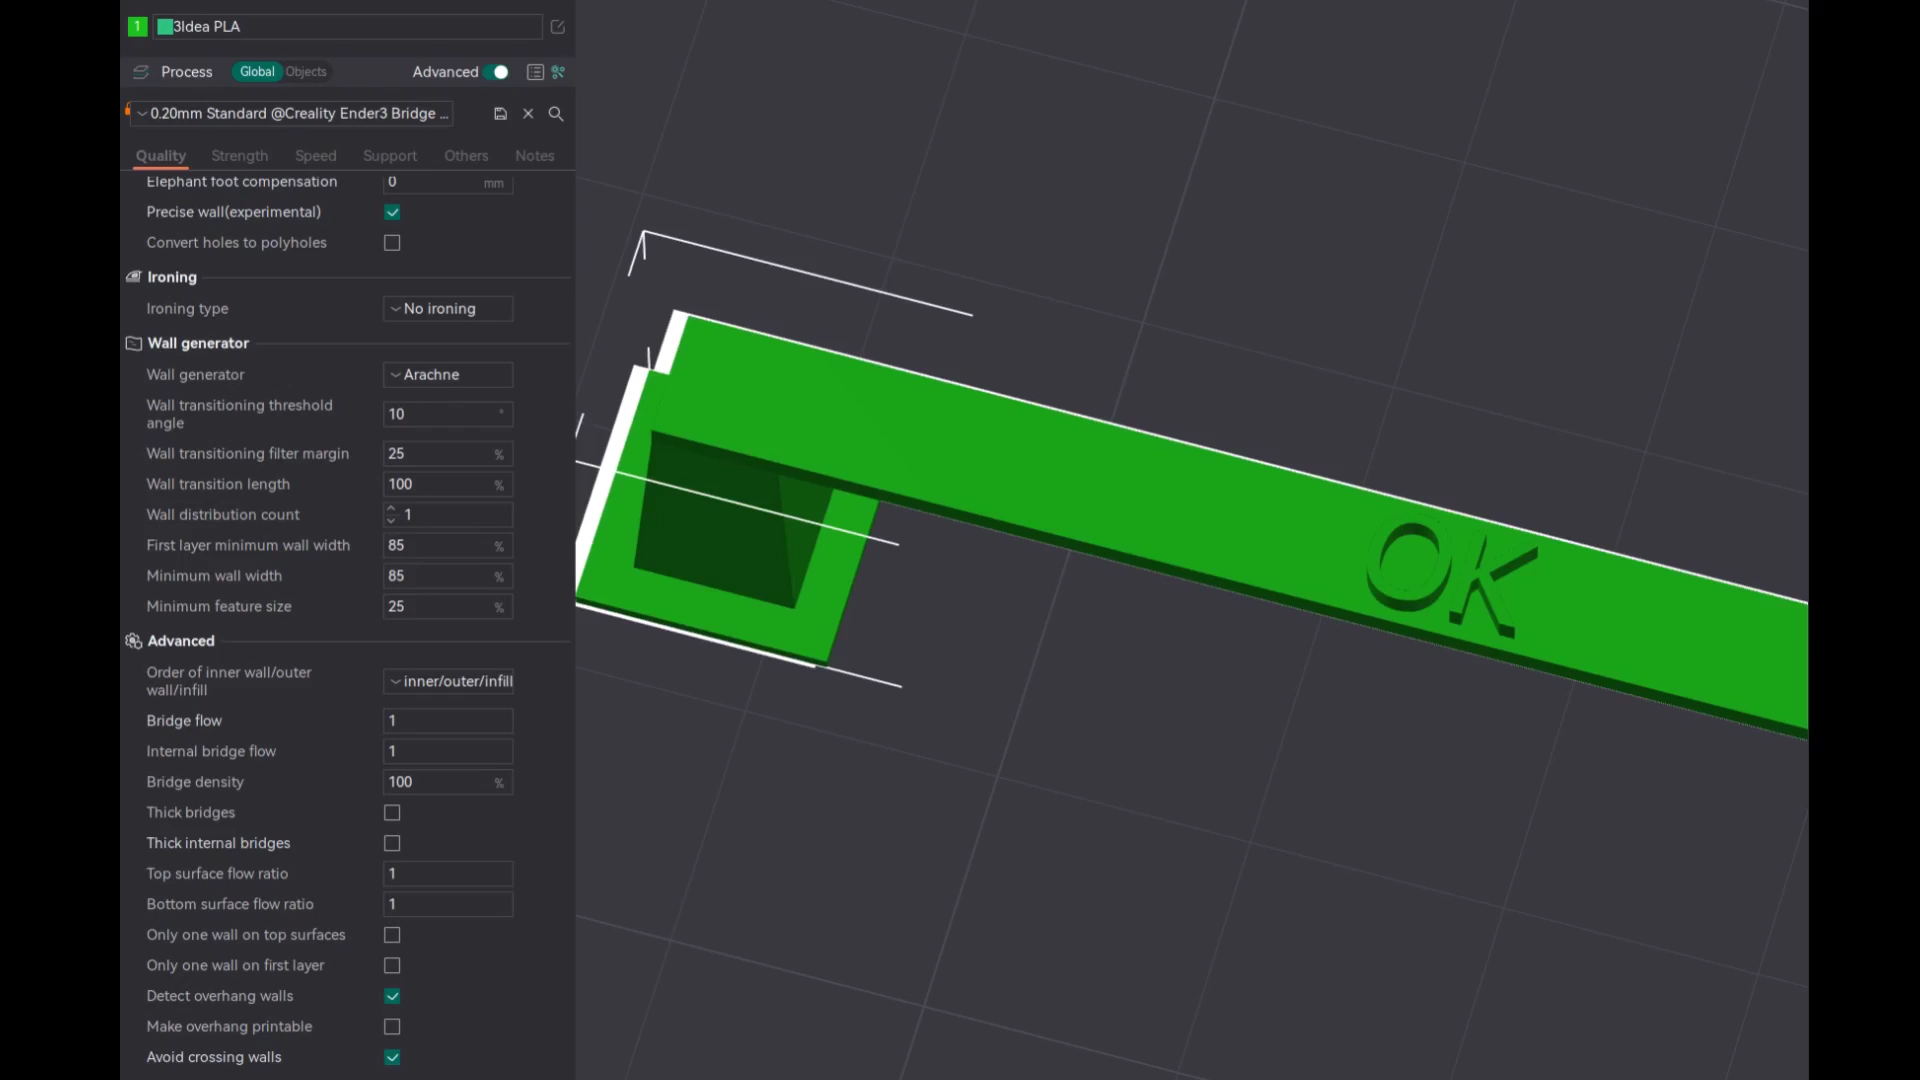 1 3Idea PLA
Process Global Objects Advanced
0.20mm Standard @Creality Ender3 Bridge ...
Quality Strength Speed Support Others Notes
Elephant foot compensation 0 mm
Precise wall(experimental)
Convert holes to polyholes
Ironing
Ironing type No ironing
Wall generator
Wall generator Arachne
Wall transitioning threshold
angle 10 °
Wall transitioning filter margin 25 %
Wall transition length 100 %
Wall distribution count 1
First layer minimum wall width 85 %
Minimum wall width 85 %
Minimum feature size 25 %
Advanced
Order of inner wall/outer
wall/infill inner/outer/infill
Bridge flow 1
Internal bridge flow 1
Bridge density 100 %
Thick bridges
Thick internal bridges
Top surface flow ratio 1
Bottom surface flow ratio 1
Only one wall on top surfaces
Only one wall on first layer
Detect overhang walls
Make overhang printable
Avoid crossing walls
OK